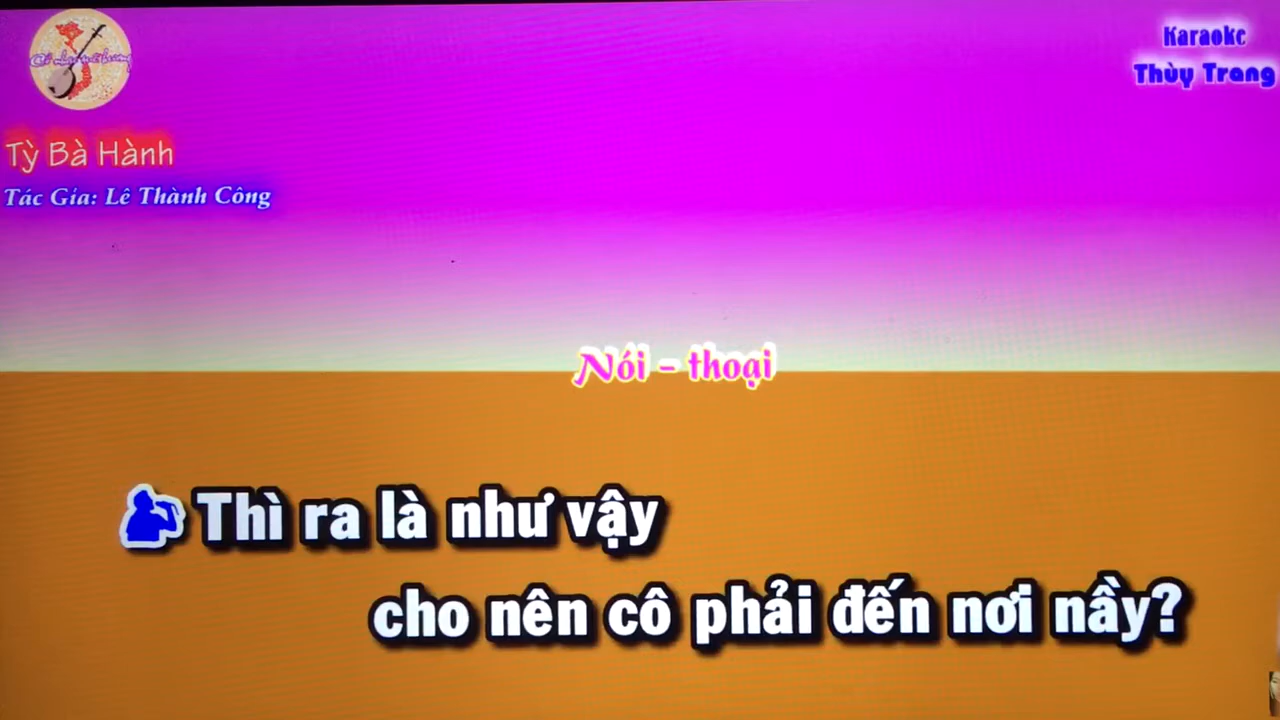 Karaoke
Thùy Trang
Tỳ Bà Hành
Tác Gía: Lê Thành Công
Nói - thoại
Thì ra là như vậy
cho nên cô phải đến nơi nầy?